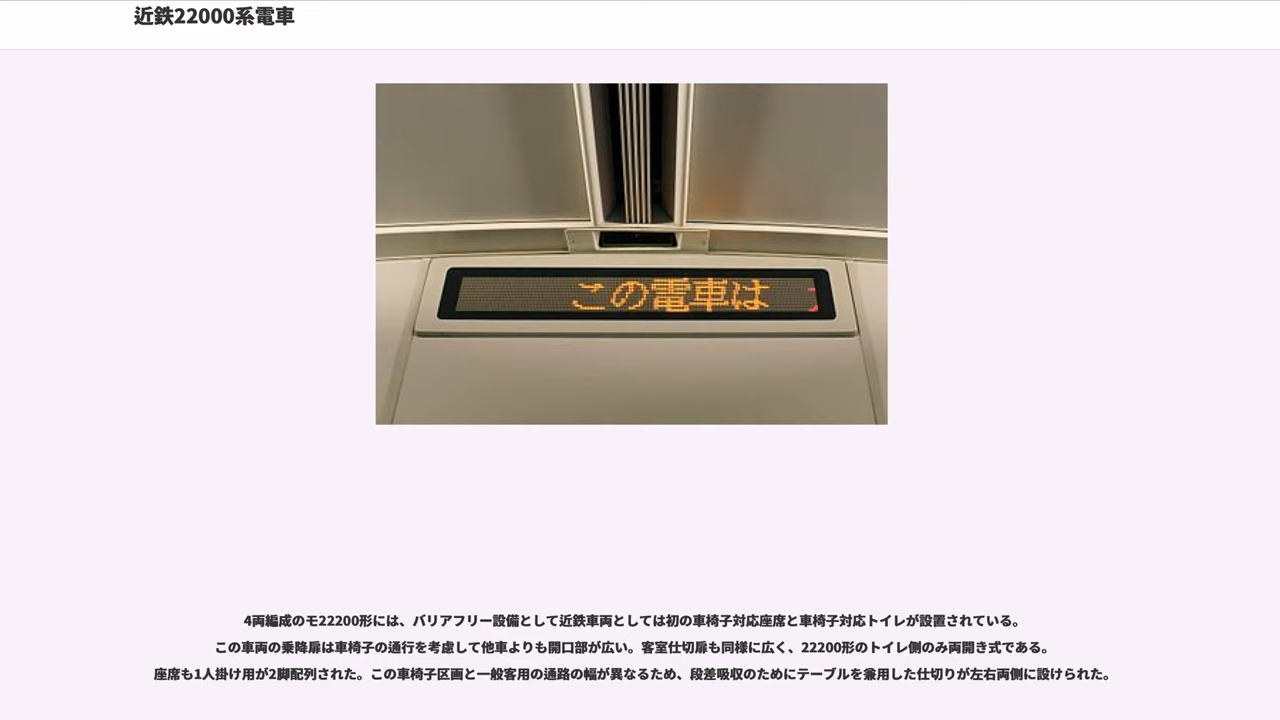 近鉄22000系電車
この電車は
4両編成のモ22200形には、バリアフリー設備として近鉄車両としては初の車椅子対応座席と車椅子対応トイレが設置されている。
この車両の乗降扉は車椅子の通行を考慮して他車よりも開口部が広い。客室仕切扉も同様に広く、22200形のトイレ側のみ両開き式である。
座席も1人掛け用が2脚配列された。この車椅子区画と一般客用の通路の幅が異なるため、段差吸収のためにテーブルを兼用した仕切りが左右両側に設けられた。